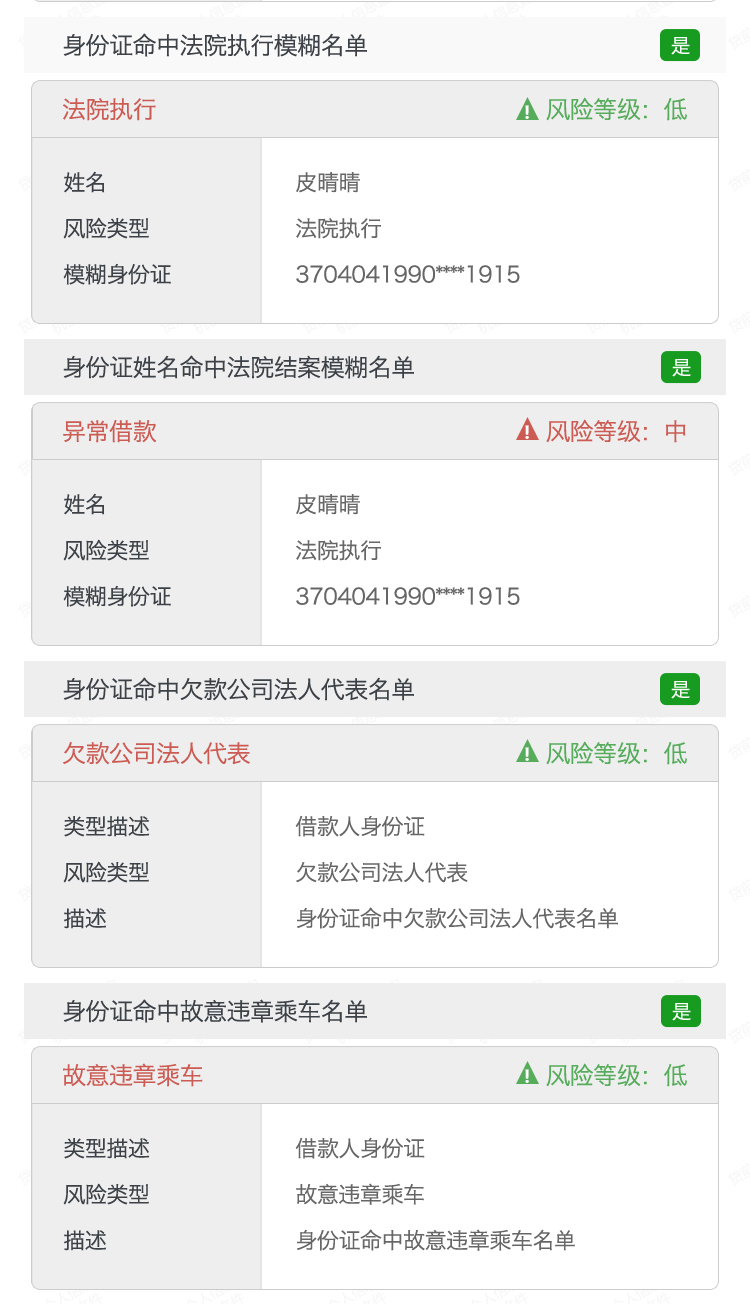 身份证命中法院执行模糊名单 是
法院执行 风险等级：低
姓名 皮晴晴
风险类型 法院执行
模糊身份证 3704041990****1915
身份证姓名命中法院结案模糊名单 是
异常借款 风险等级：中
姓名 皮晴晴
风险类型 法院执行
模糊身份证 3704041990****1915
身份证命中欠款公司法人代表名单 是
欠款公司法人代表 风险等级：低
类型描述 借款人身份证
风险类型 欠款公司法人代表
描述 身份证命中欠款公司法人代表名单
身份证命中故意违章乘车名单 是
故意违章乘车 风险等级：低
类型描述 借款人身份证
风险类型 故意违章乘车
描述 身份证命中故意违章乘车名单